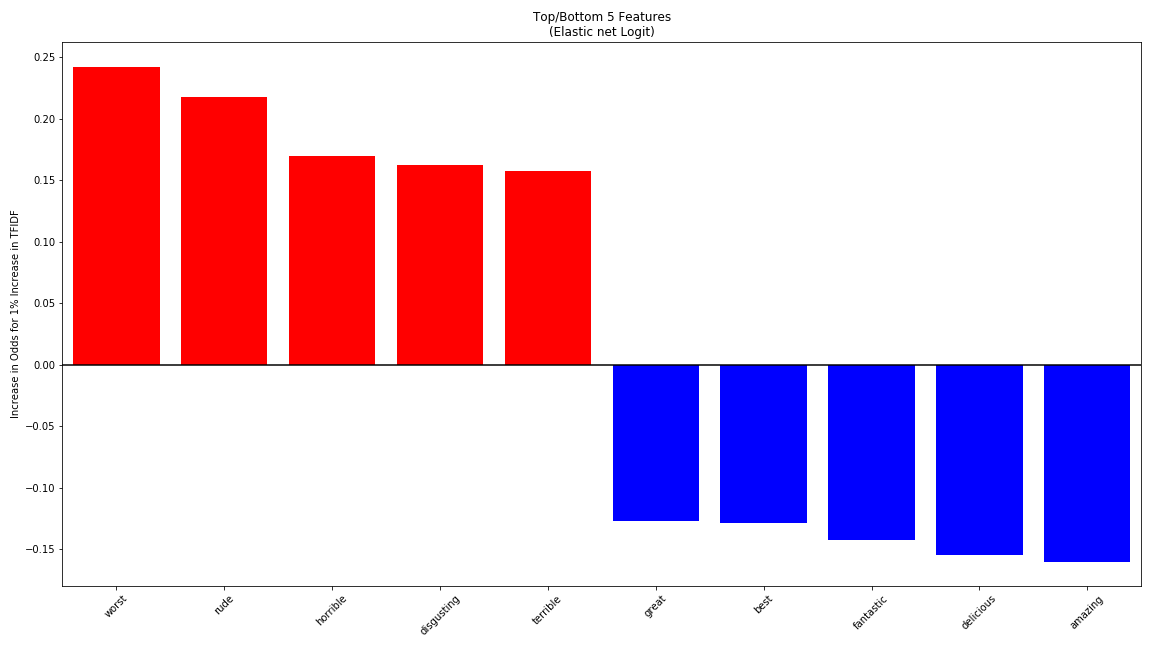 Top/Bottom 5 Features
(Elastic net Logit)
Increase in Odds for 1% Increase in TFIDF
0.25
0.20
0.15
0.10
0.05
0.00
−0.05
−0.10
−0.15
worst
rude
horrible
disgusting
terrible
great
best
fantastic
delicious
amazing